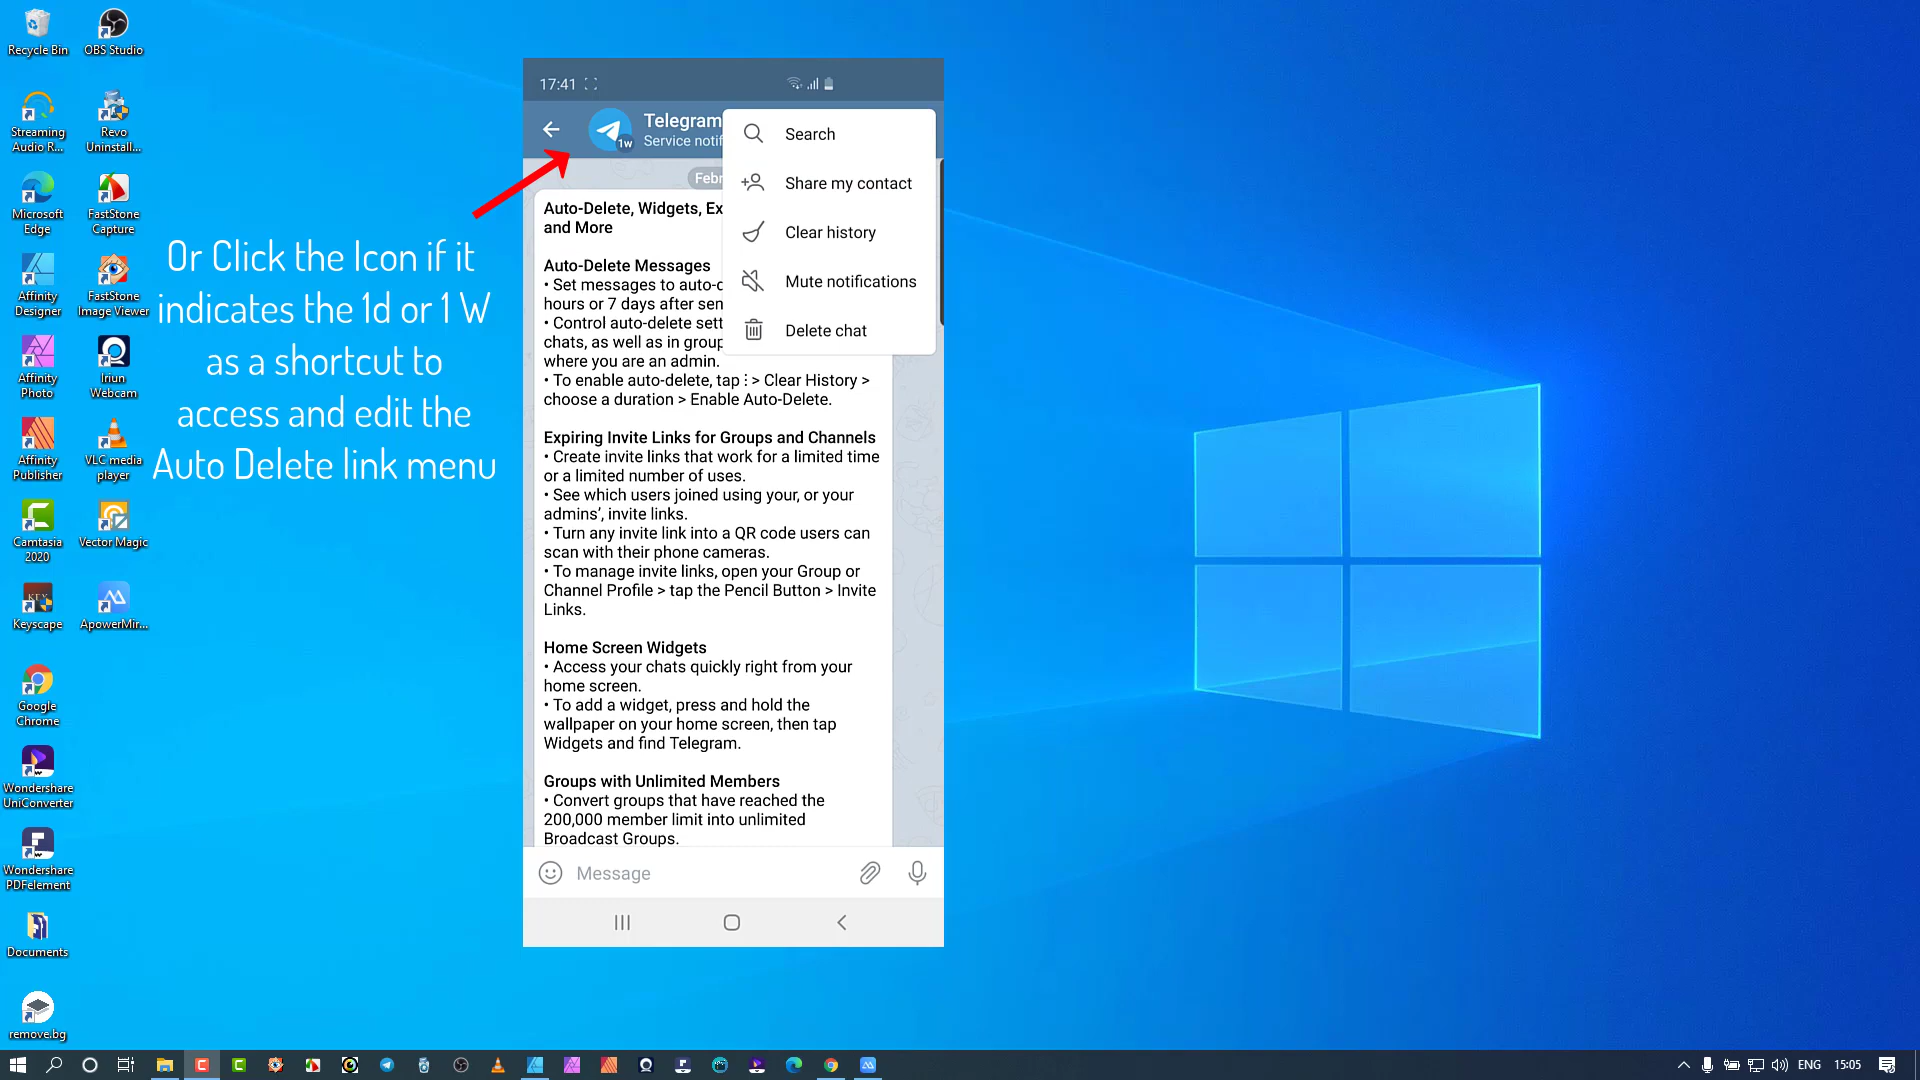 Recycle Bin
OBS Studio
Streaming
Audio R...
Revo
Uninstall...
Microsoft
Edge
FastStone
Capture
Affinity
Designer
FastStone
Image Viewer
Affinity
Photo
Iriun
Webcam
Affinity
Publisher
VLC media
player
Camtasia
2020
Vector Magic
KEY
Keyscape
ApowerMir...
Google
Chrome
Wondershare
UniConverter
Wondershare
PDFelement
Documents
remove.bg
Or Click the Icon if it
indicates the 1d or 1 W
as a shortcut to
access and edit the
Auto Delete link menu
17:41
1w
Telegram
Service notif
Search
Share my contact
Clear history
Mute notifications
Delete chat
Febr
Auto-Delete, Widgets, Ex
and More
Auto-Delete Messages
• Set messages to auto-d
hours or 7 days after sen
• Control auto-delete sett
chats, as well as in group
where you are an admin.
• To enable auto-delete, tap ⋮ > Clear History >
choose a duration > Enable Auto-Delete.
Expiring Invite Links for Groups and Channels
• Create invite links that work for a limited time
or a limited number of uses.
• See which users joined using your, or your
admins’, invite links.
• Turn any invite link into a QR code users can
scan with their phone cameras.
• To manage invite links, open your Group or
Channel Profile > tap the Pencil Button > Invite
Links.
Home Screen Widgets
• Access your chats quickly right from your
home screen.
• To add a widget, press and hold the
wallpaper on your home screen, then tap
Widgets and find Telegram.
Groups with Unlimited Members
• Convert groups that have reached the
200,000 member limit into unlimited
Broadcast Groups.
Message
ENG
15:05